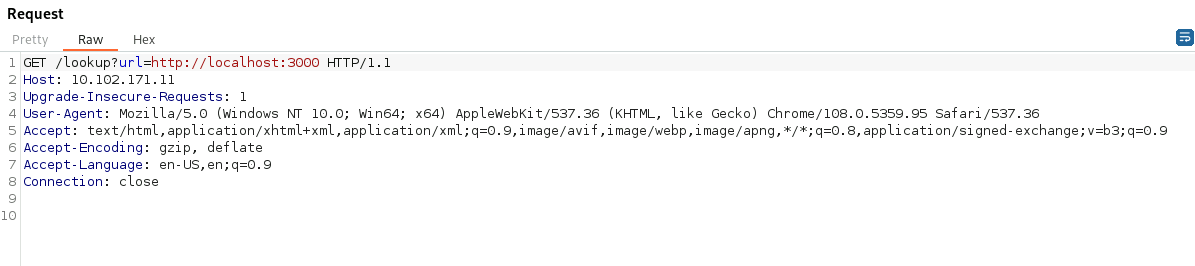 Request
Pretty Raw Hex
1 GET /lookup?url=http://localhost:3000 HTTP/1.1
2 Host: 10.102.171.11
3 Upgrade-Insecure-Requests: 1
4 User-Agent: Mozilla/5.0 (Windows NT 10.0; Win64; x64) AppleWebKit/537.36 (KHTML, like Gecko) Chrome/108.0.5359.95 Safari/537.36
5 Accept: text/html,application/xhtml+xml,application/xml;q=0.9,image/avif,image/webp,image/apng,*/*;q=0.8,application/signed-exchange;v=b3;q=0.9
6 Accept-Encoding: gzip, deflate
7 Accept-Language: en-US,en;q=0.9
8 Connection: close
9
10